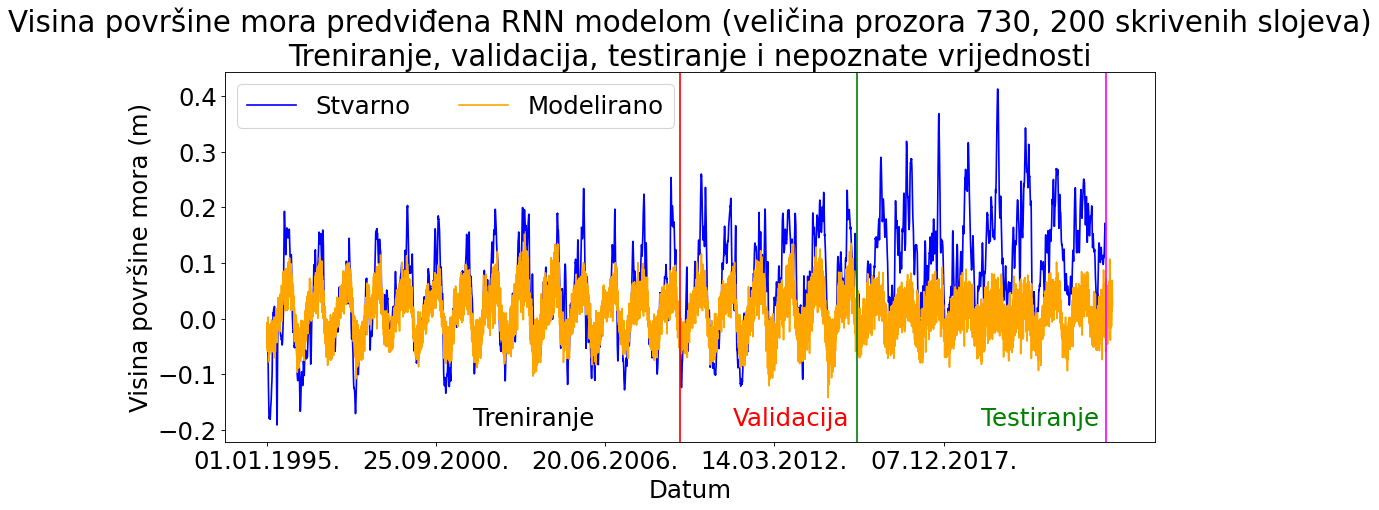 Visina površine mora predviđena RNN modelom (veličina prozora 730, 200 skrivenih slojeva)
Treniranje, validacija, testiranje i nepoznate vrijednosti
Stvarno Modelirano
Visina površine mora (m)
0.4
0.3
0.2
0.1
0.0
−0.1
−0.2
Treniranje Validacija Testiranje
01.01.1995. 25.09.2000. 20.06.2006. 14.03.2012. 07.12.2017.
Datum